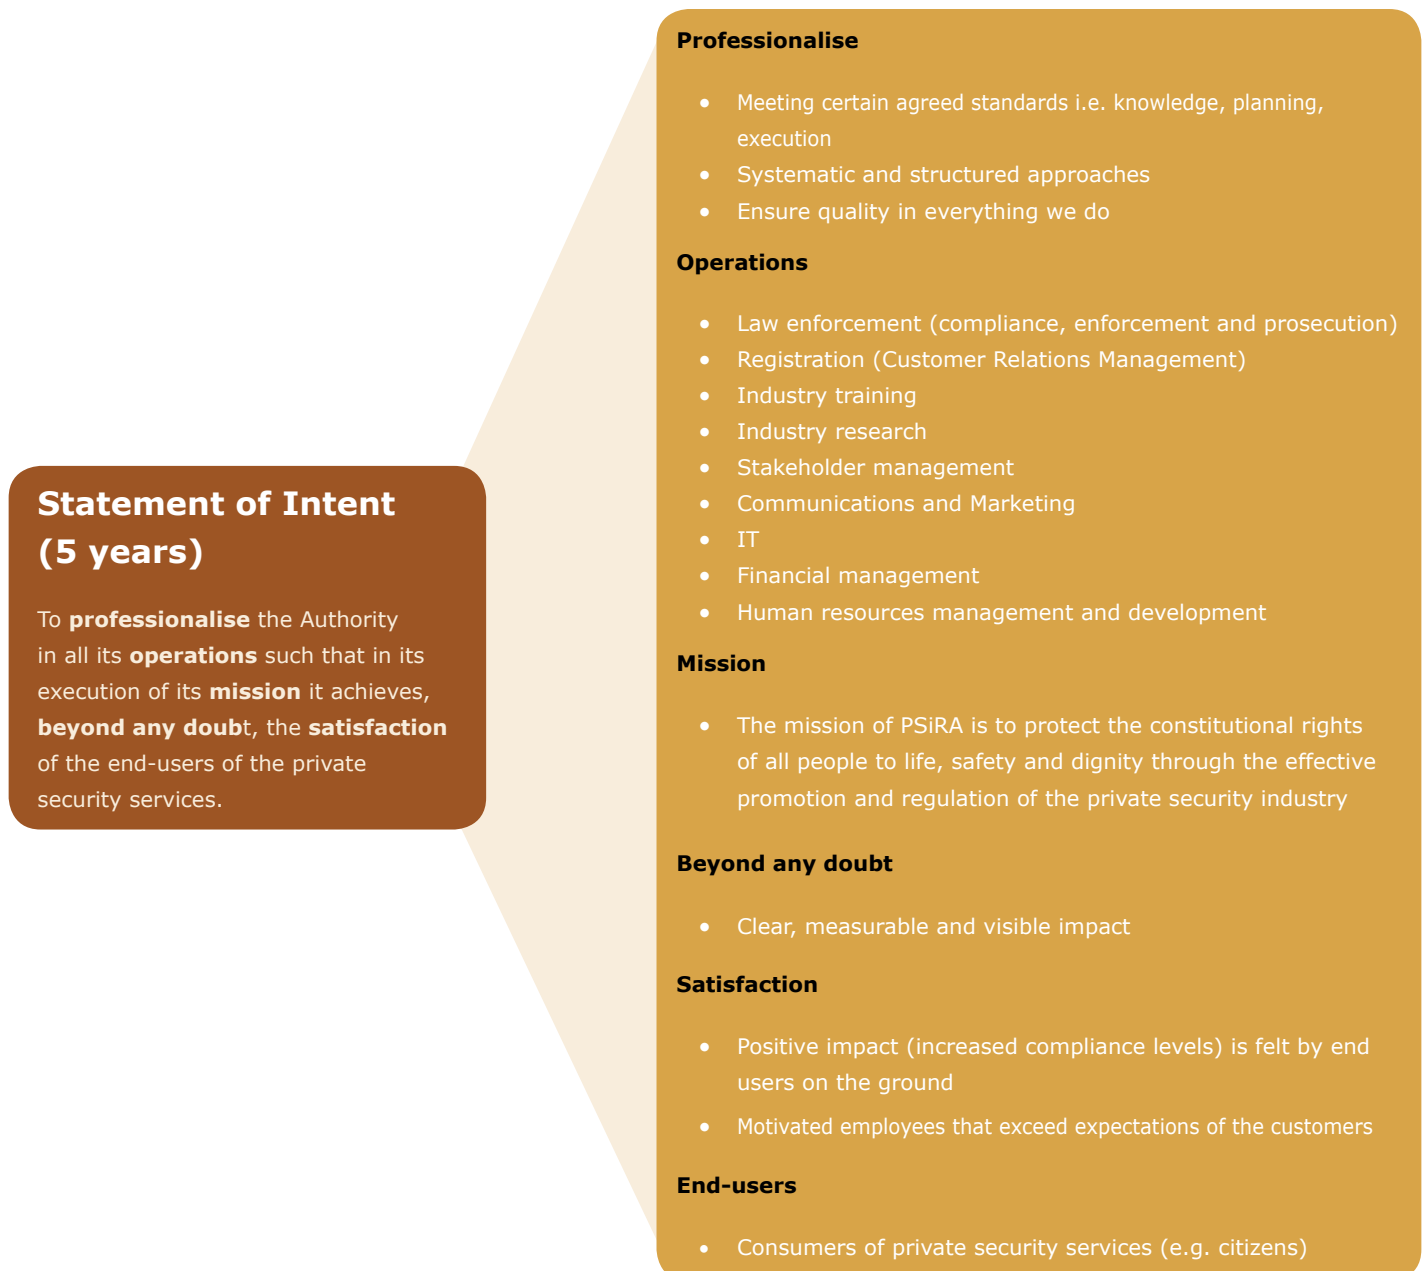 Statement of Intent
(5 years)
To professionalise the Authority
in all its operations such that in its
execution of its mission it achieves,
beyond any doubt, the satisfaction
of the end-users of the private
security services.
Professionalise
• Meeting certain agreed standards i.e. knowledge, planning,
execution
• Systematic and structured approaches
• Ensure quality in everything we do
Operations
• Law enforcement (compliance, enforcement and prosecution)
• Registration (Customer Relations Management)
• Industry training
• Industry research
• Stakeholder management
• Communications and Marketing
• IT
• Financial management
• Human resources management and development
Mission
• The mission of PSiRA is to protect the constitutional rights
of all people to life, safety and dignity through the effective
promotion and regulation of the private security industry
Beyond any doubt
• Clear, measurable and visible impact
Satisfaction
• Positive impact (increased compliance levels) is felt by end
users on the ground
• Motivated employees that exceed expectations of the customers
End-users
• Consumers of private security services (e.g. citizens)